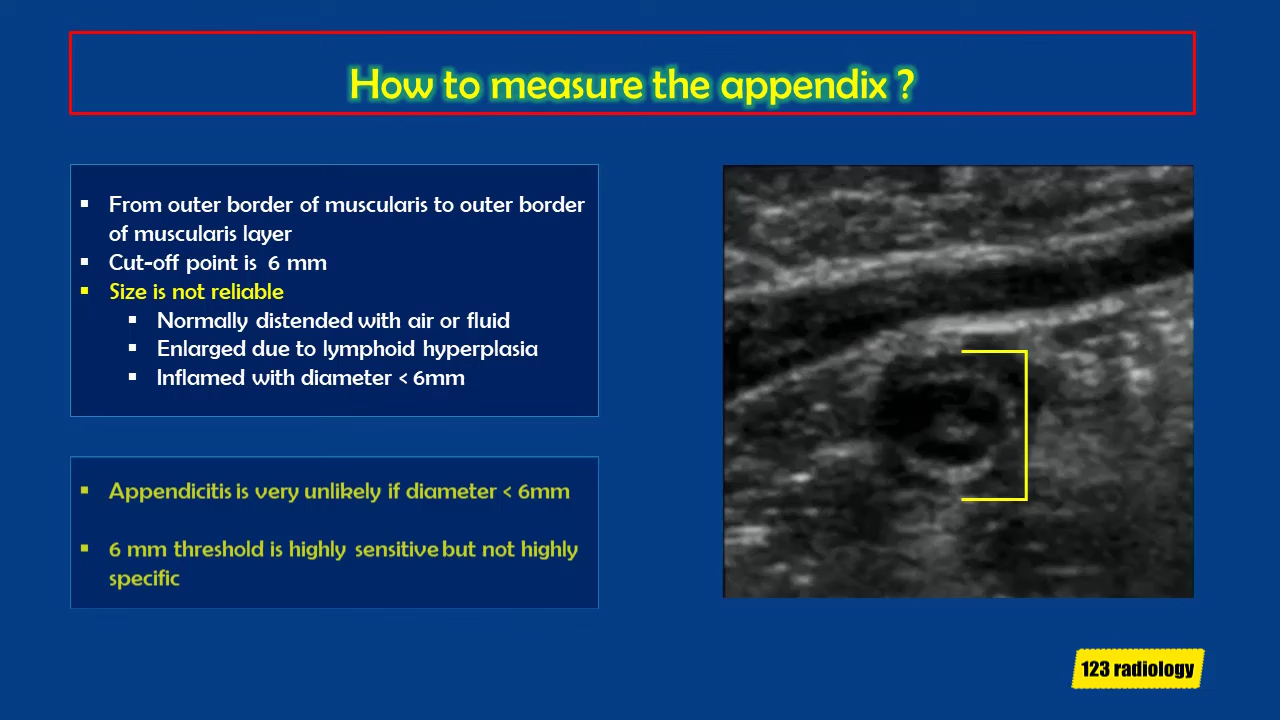 How to measure the appendix ?
▪ From outer border of muscularis to outer border
of muscularis layer
▪ Cut-off point is 6 mm
▪ Size is not reliable
▪ Normally distended with air or fluid
▪ Enlarged due to lymphoid hyperplasia
▪ Inflamed with diameter < 6mm
▪ Appendicitis is very unlikely if diameter < 6mm
▪ 6 mm threshold is highly sensitive but not highly
specific
123 radiology